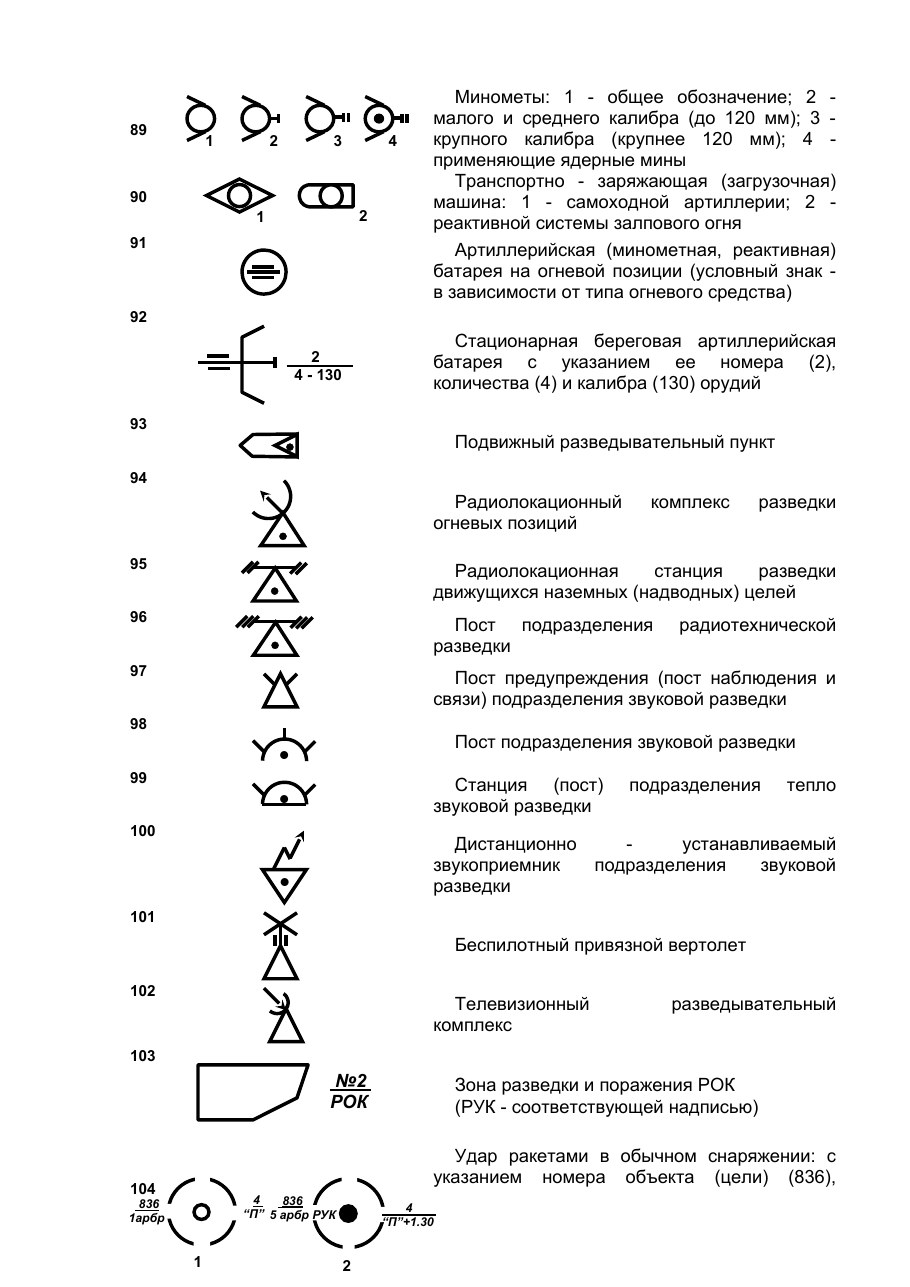 89
1 2 3 4
Минометы: 1 - общее обозначение; 2 -
малого и среднего калибра (до 120 мм); 3 -
крупного калибра (крупнее 120 мм); 4 -
применяющие ядерные мины
90
1 2
Транспортно - заряжающая (загрузочная)
машина: 1 - самоходной артиллерии; 2 -
реактивной системы залпового огня
91
Артиллерийская (минометная, реактивная)
батарея на огневой позиции (условный знак -
в зависимости от типа огневого средства)
92
2
4 - 130
Стационарная береговая артиллерийская
батарея с указанием ее номера (2),
количества (4) и калибра (130) орудий
93
Подвижный разведывательный пункт
94
Радиолокационный комплекс разведки
огневых позиций
95
Радиолокационная станция разведки
движущихся наземных (надводных) целей
96
Пост подразделения радиотехнической
разведки
97
Пост предупреждения (пост наблюдения и
связи) подразделения звуковой разведки
98
Пост подразделения звуковой разведки
99
Станция (пост) подразделения тепло
звуковой разведки
100
Дистанционно - устанавливаемый
звукоприемник подразделения звуковой
разведки
101
Беспилотный привязной вертолет
102
Телевизионный разведывательный
комплекс
103
№2
РОК
Зона разведки и поражения РОК
(РУК - соответствующей надписью)
Удар ракетами в обычном снаряжении: с
указанием номера объекта (цели) (836),
104
836 4 836 4
1арбр “П” 5 арбр РУК “П”+1.30
1 2